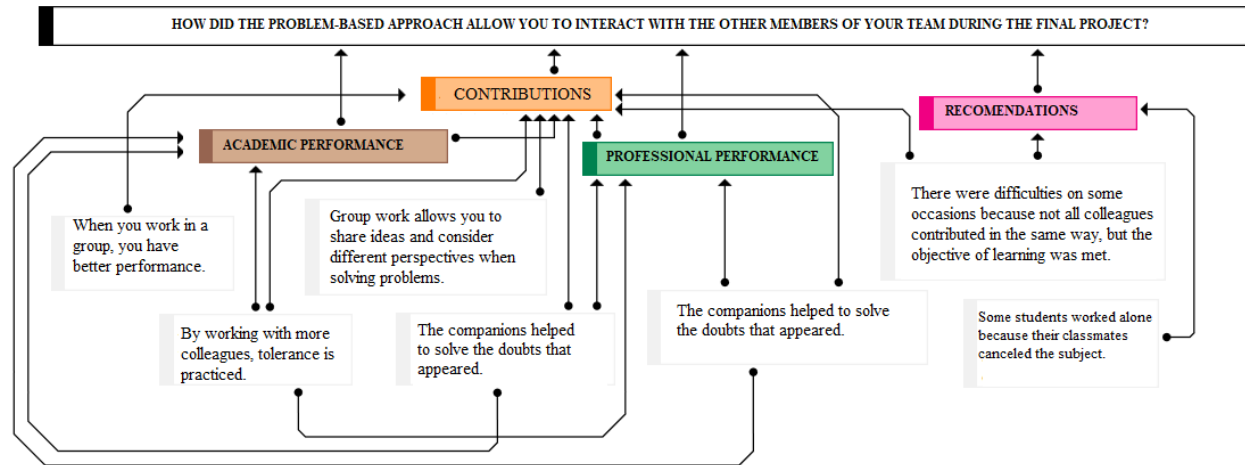 HOW DID THE PROBLEM-BASED APPROACH ALLOW YOU TO INTERACT WITH THE OTHER MEMBERS OF YOUR TEAM DURING THE FINAL PROJECT?
CONTRIBUTIONS
RECOMENDATIONS
ACADEMIC PERFORMANCE
PROFESSIONAL PERFORMANCE
When you work in a
group, you have
better performance.
Group work allows you to
share ideas and consider
different perspectives when
solving problems.
There were difficulties on some
occasions because not all colleagues
contributed in the same way, but the
objective of learning was met.
By working with more
colleagues, tolerance is
practiced.
The companions helped
to solve the doubts that
appeared.
The companions helped to solve
the doubts that appeared.
Some students worked alone
because their classmates
canceled the subject.